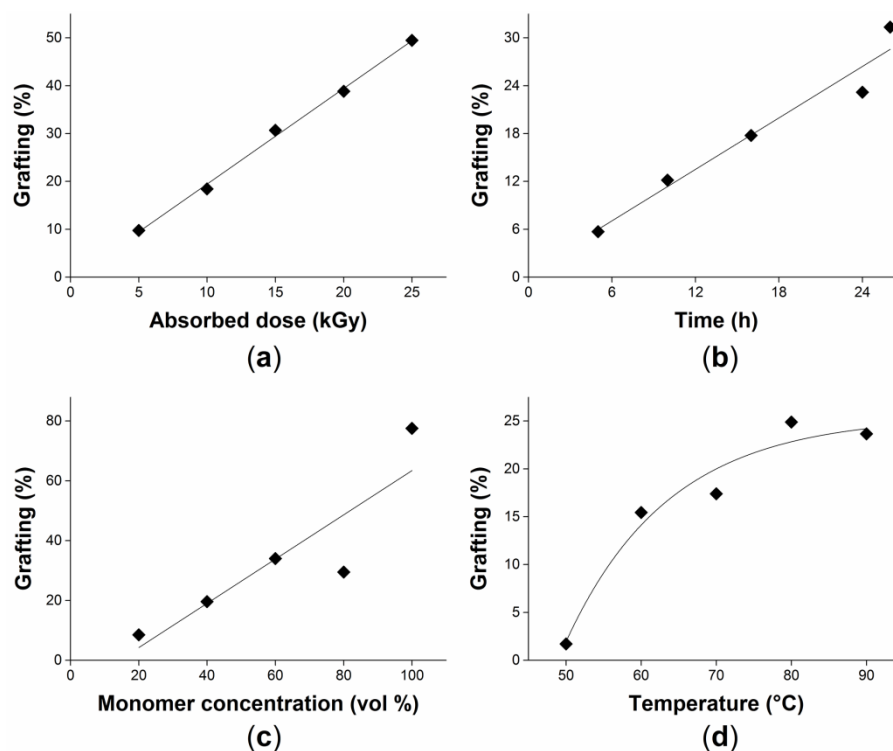 50
40
30
20
10
0
Grafting (%)
0 5 10 15 20 25
Absorbed dose (kGy)
(a)
30
24
18
12
6
0
Grafting (%)
0 6 12 18 24
Time (h)
(b)
80
60
40
20
0
Grafting (%)
20 40 60 80 100
Monomer concentration (vol %)
(c)
25
20
15
10
5
0
Grafting (%)
50 60 70 80 90
Temperature (°C)
(d)